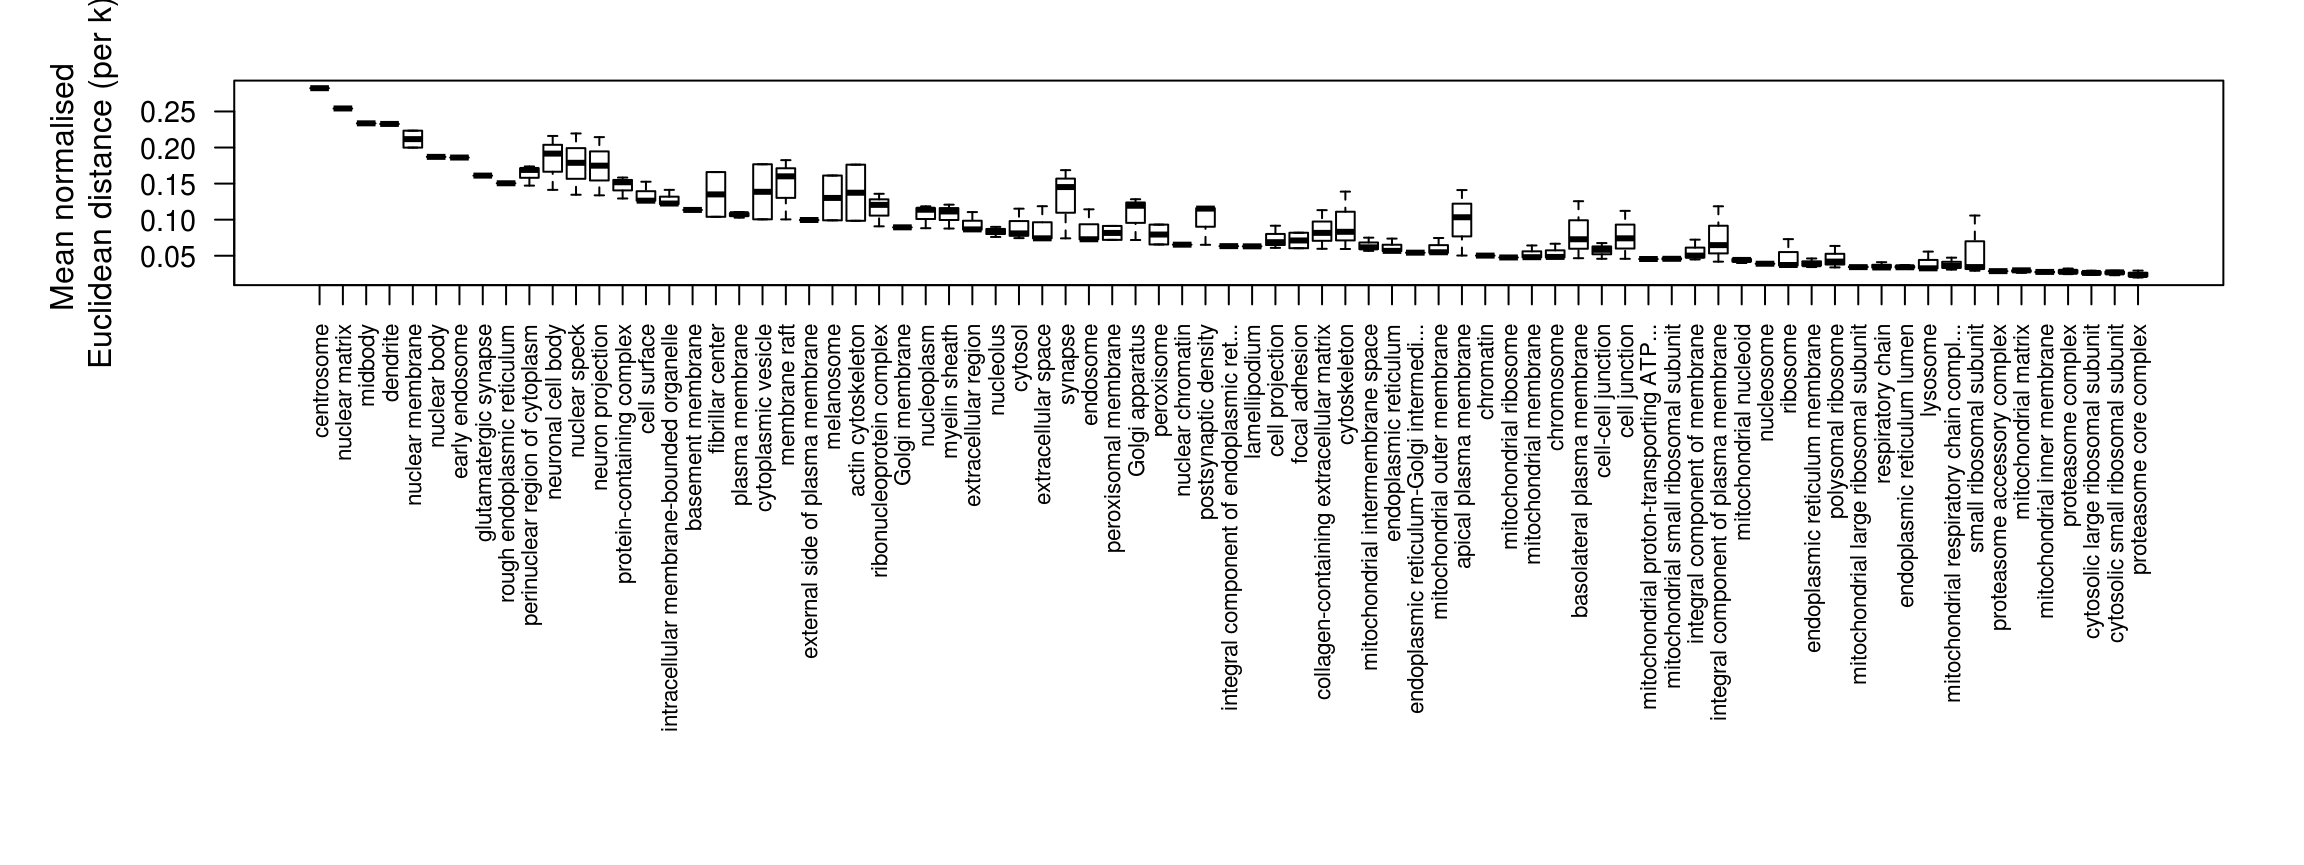 Mean normalised
Euclidean distance (per k)
0.25
0.20
0.15
0.10
0.05
centrosome
nuclear matrix
midbody
dendrite
nuclear membrane
nuclear body
early endosome
glutamatergic synapse
rough endoplasmic reticulum
perinuclear region of cytoplasm
neuronal cell body
nuclear speck
neuron projection
protein-containing complex
cell surface
intracellular membrane-bounded organelle
basement membrane
fibrillar center
plasma membrane
cytoplasmic vesicle
membrane raft
external side of plasma membrane
melanosome
actin cytoskeleton
ribonucleoprotein complex
Golgi membrane
nucleoplasm
myelin sheath
extracellular region
nucleolus
cytosol
extracellular space
synapse
endosome
peroxisomal membrane
Golgi apparatus
peroxisome
nuclear chromatin
postsynaptic density
integral component of endoplasmic ret...
lamellipodium
cell projection
focal adhesion
collagen-containing extracellular matrix
cytoskeleton
mitochondrial intermembrane space
endoplasmic reticulum
endoplasmic reticulum-Golgi intermedi...
mitochondrial outer membrane
apical plasma membrane
chromatin
mitochondrial ribosome
mitochondrial membrane
chromosome
basolateral plasma membrane
cell-cell junction
cell junction
mitochondrial proton-transporting ATP...
mitochondrial small ribosomal subunit
integral component of membrane
integral component of plasma membrane
mitochondrial nucleoid
nucleosome
ribosome
endoplasmic reticulum membrane
polysomal ribosome
mitochondrial large ribosomal subunit
respiratory chain
endoplasmic reticulum lumen
lysosome
mitochondrial respiratory chain compl...
small ribosomal subunit
proteasome accessory complex
mitochondrial matrix
mitochondrial inner membrane
proteasome complex
cytosolic large ribosomal subunit
cytosolic small ribosomal subunit
proteasome core complex